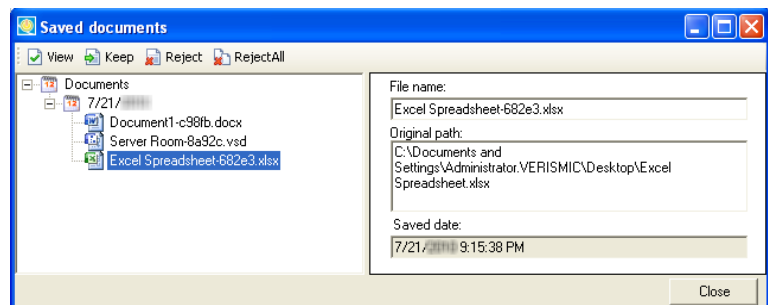 Saved documents
View Keep Reject RejectAll
Documents
7/21/
Document1-c98fb.docx
Server Room-8a92c.vsd
Excel Spreadsheet-682e3.xlsx
File name:
Excel Spreadsheet-682e3.xlsx
Original path:
C:\Documents and
Settings\Administrator.VERISMIC\Desktop\Excel
Spreadsheet.xlsx
Saved date:
7/21/ 9:15:38 PM
Close